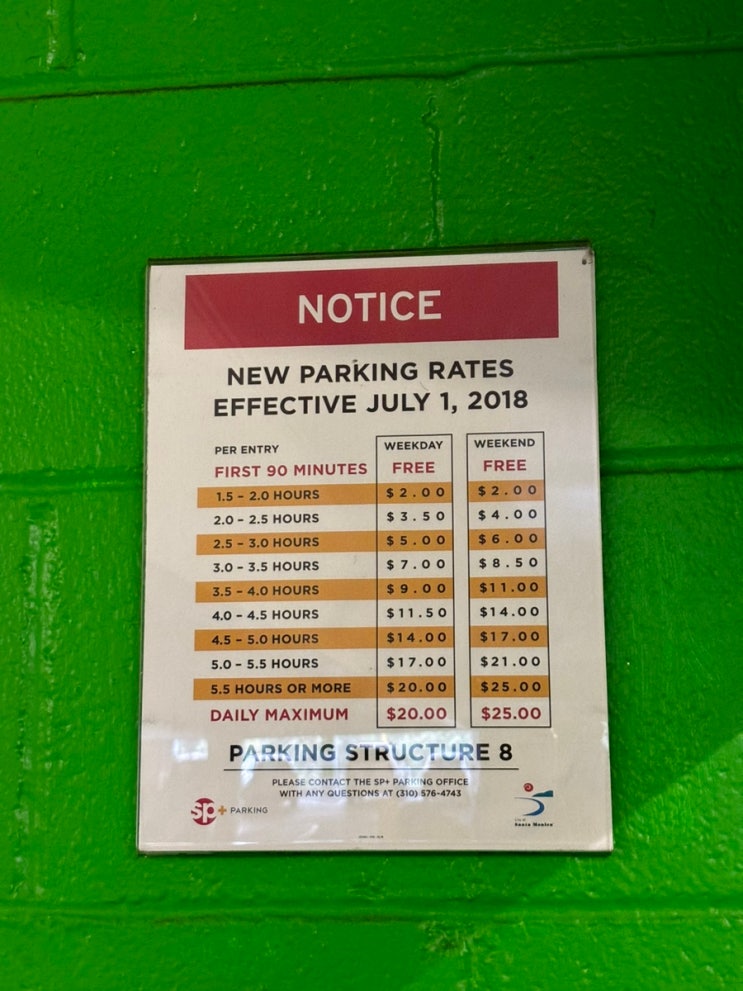 NOTICE
NEW PARKING RATES
EFFECTIVE JULY 1, 2018
PER ENTRY WEEKDAY WEEKEND
FIRST 90 MINUTES FREE FREE
1.5 - 2.0 HOURS $2.00 $2.00
2.0 - 2.5 HOURS $3.50 $4.00
2.5 - 3.0 HOURS $5.00 $6.00
3.0 - 3.5 HOURS $7.00 $8.50
3.5 - 4.0 HOURS $9.00 $11.00
4.0 - 4.5 HOURS $11.50 $14.00
4.5 - 5.0 HOURS $14.00 $17.00
5.0 - 5.5 HOURS $17.00 $21.00
5.5 HOURS OR MORE $20.00 $25.00
DAILY MAXIMUM $20.00 $25.00
PARKING STRUCTURE 8
PLEASE CONTACT THE SP+ PARKING OFFICE
WITH ANY QUESTIONS AT (310) 576-4743
sp+ PARKING
City of
Santa Monica